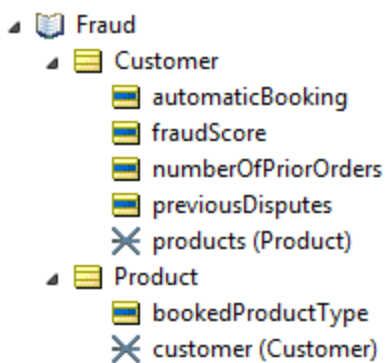 Fraud
Customer
automaticBooking
fraudScore
numberOfPriorOrders
previousDisputes
products (Product)
Product
bookedProductType
customer (Customer)